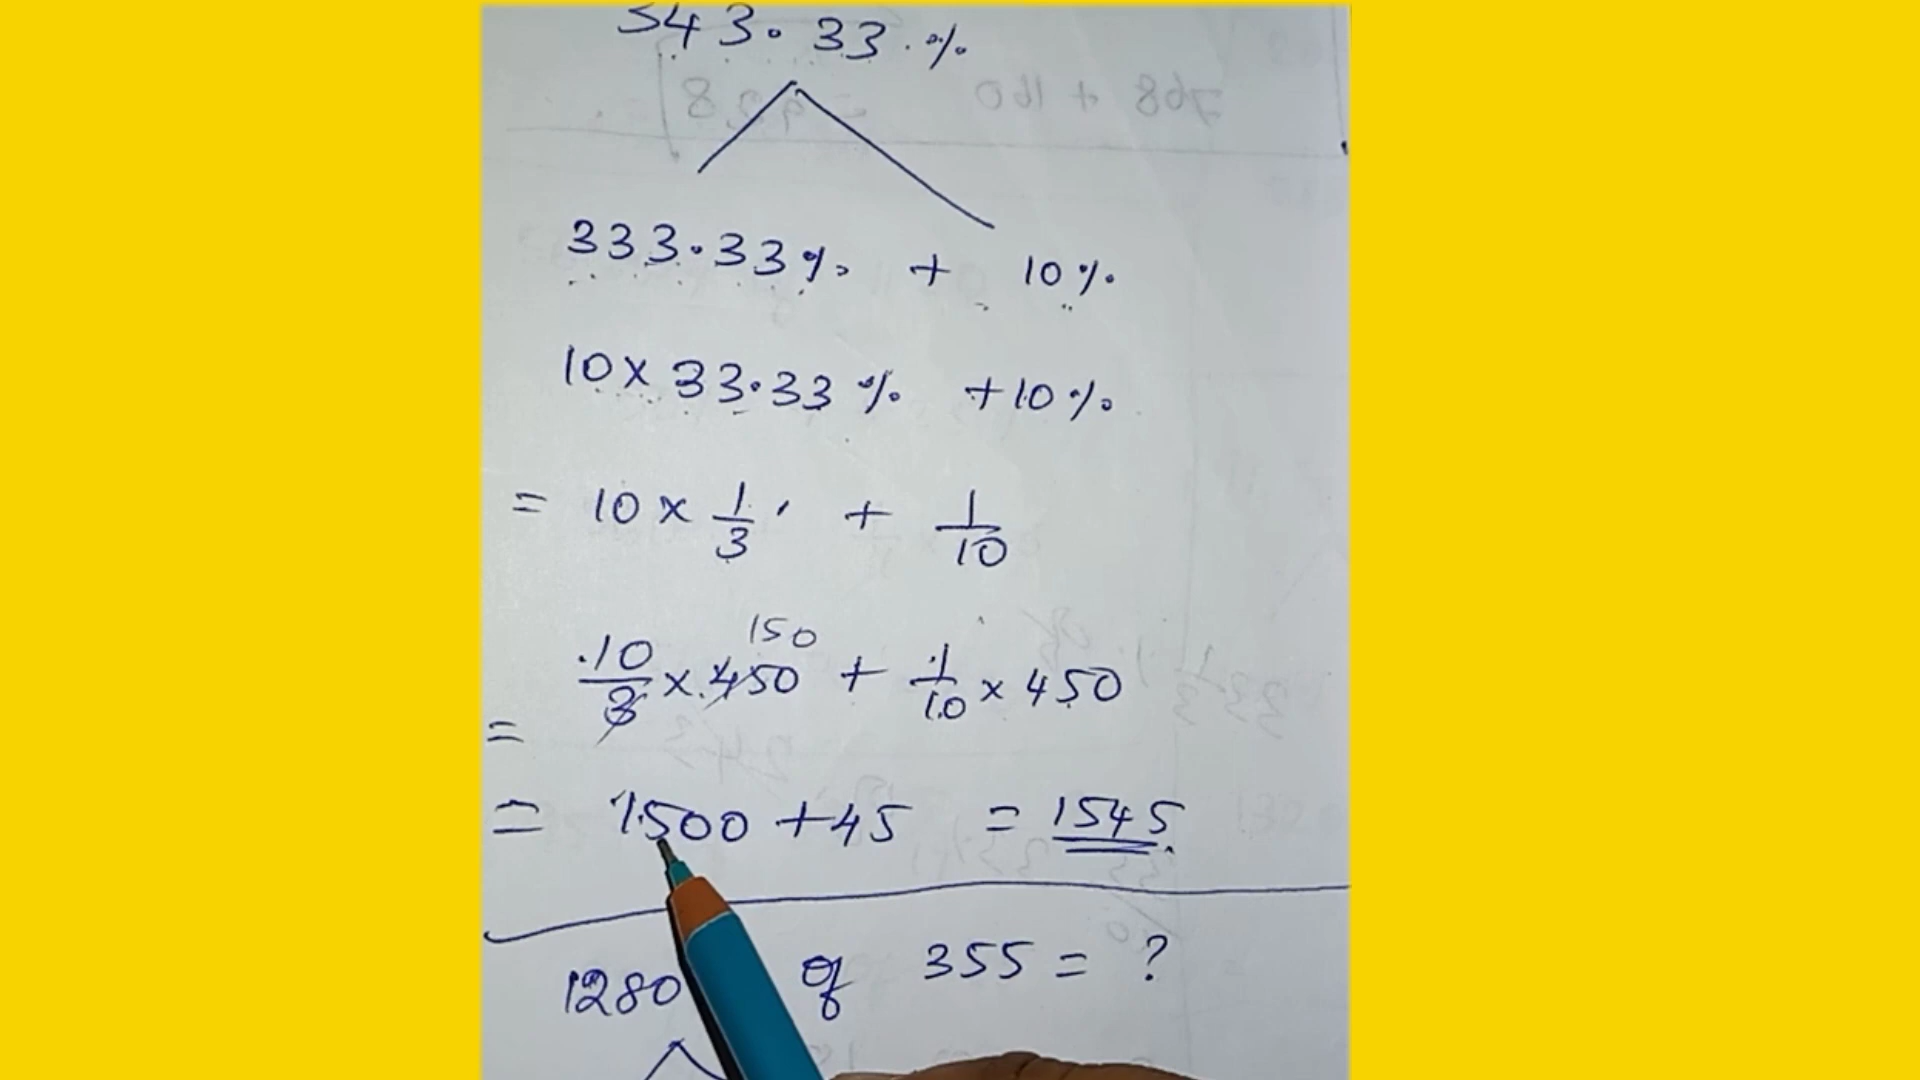 343.33%
333.33% + 10%
10 x 33.33% + 10%
= 10 x 1/3 + 1/10
150
= 10/3 x 450 + 1/10 x 450
= 1500 + 45 = 1545
1280 of 355 = ?